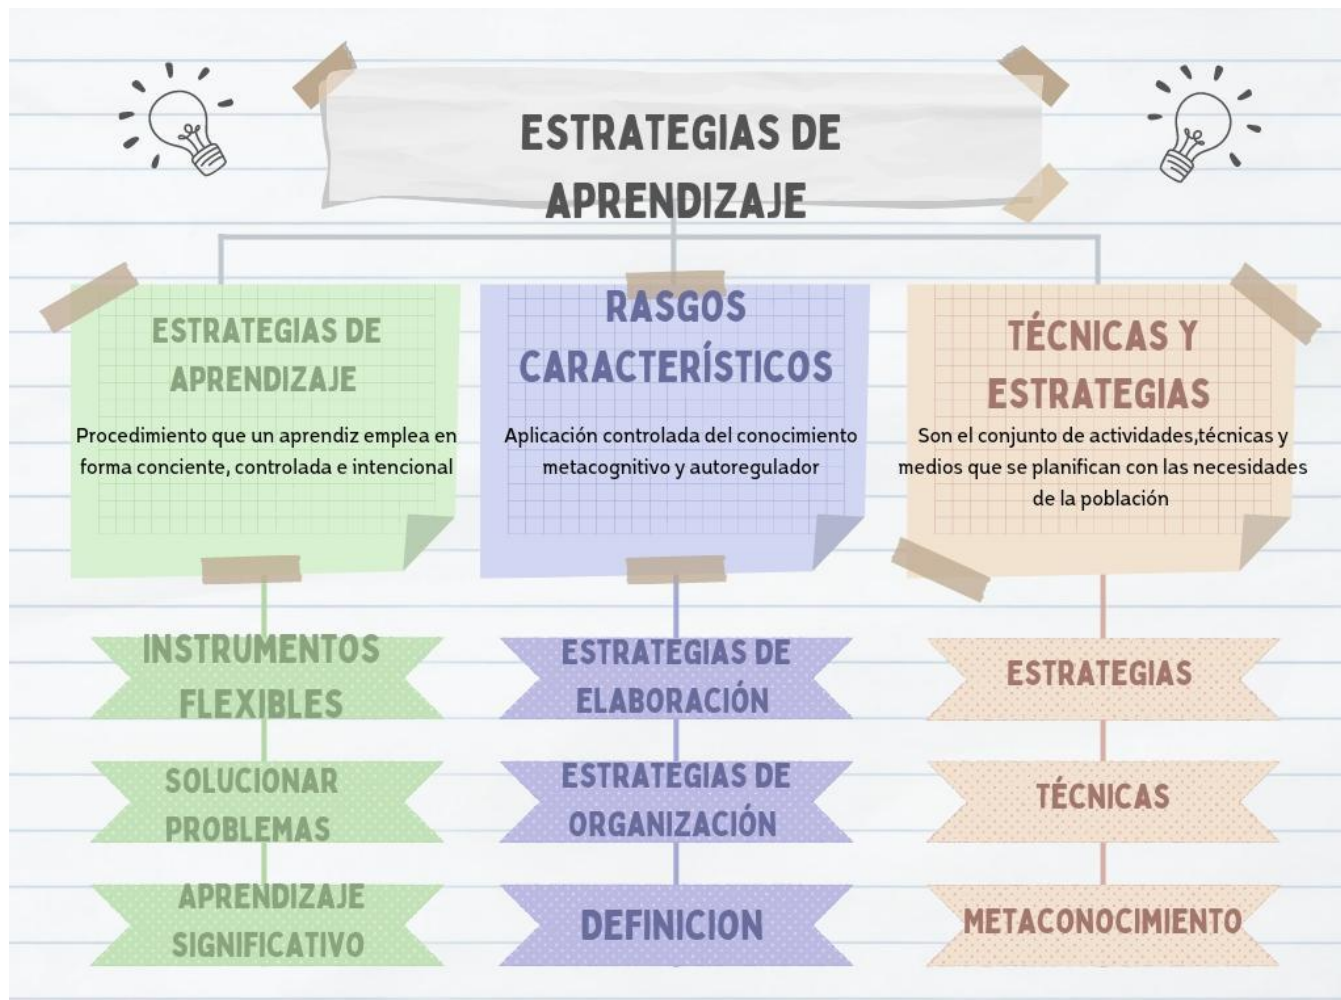 ESTRATEGIAS DE
APRENDIZAJE
ESTRATEGIAS DE
APRENDIZAJE
Procedimiento que un aprendiz emplea en
forma conciente, controlada e intencional
INSTRUMENTOS
FLEXIBLES
SOLUCIONAR
PROBLEMAS
APRENDIZAJE
SIGNIFICATIVO
RASGOS
CARACTERÍSTICOS
Aplicación controlada del conocimiento
metacognitivo y autoregulador
ESTRATEGIAS DE
ELABORACIÓN
ESTRATEGIAS DE
ORGANIZACIÓN
DEFINICION
TÉCNICAS Y
ESTRATEGIAS
Son el conjunto de actividades,técnicas y
medios que se planifican con las necesidades
de la población
ESTRATEGIAS
TÉCNICAS
METACONOCIMIENTO